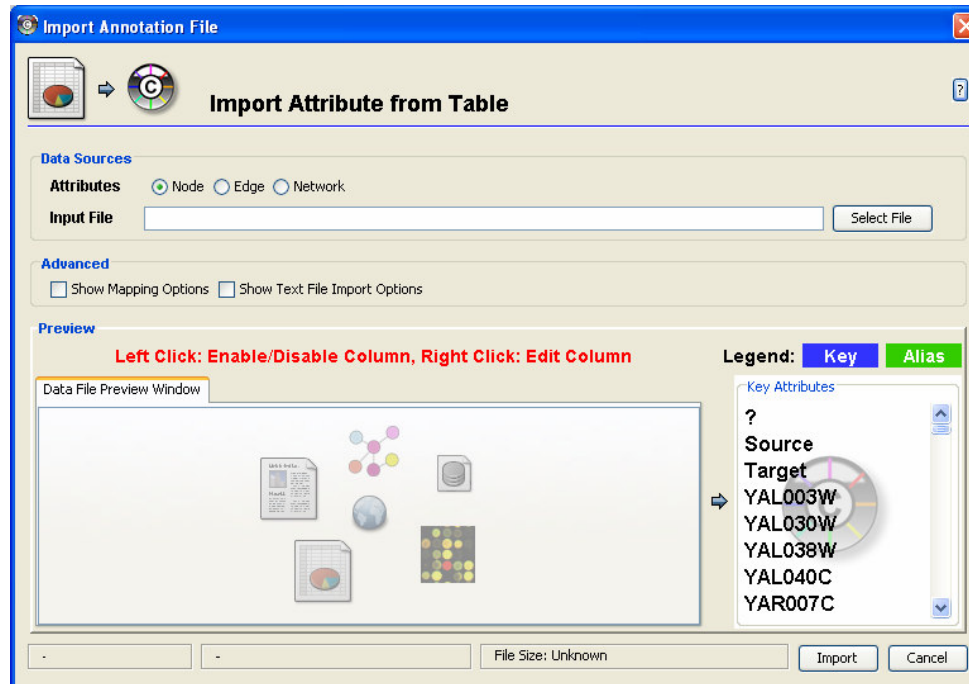 Import Annotation File
Import Attribute from Table
?
Data Sources
Attributes Node Edge Network
Input File Select File
Advanced
Show Mapping Options Show Text File Import Options
Preview
Left Click: Enable/Disable Column, Right Click: Edit Column Legend: Key Alias
Data File Preview Window
Key Attributes
?
Source
Target
YAL003W
YAL030W
YAL038W
YAL040C
YAR007C
- - File Size: Unknown Import Cancel